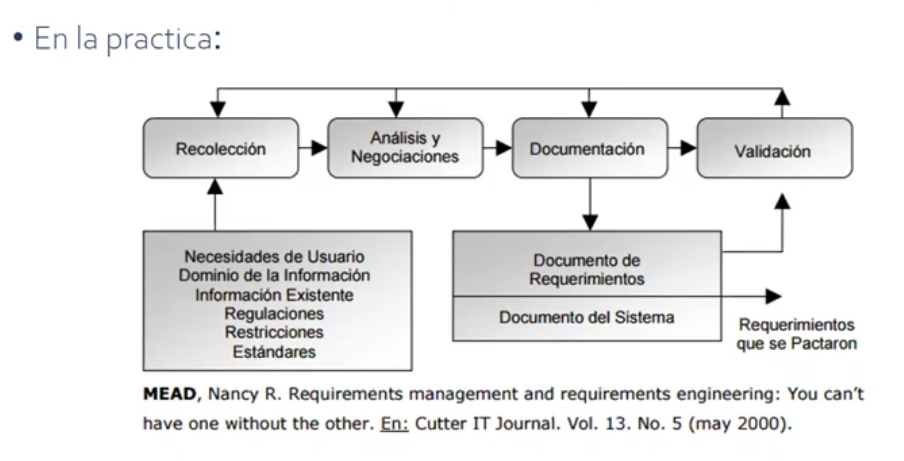 • En la practica:
Recolección
Análisis y
Negociaciones
Documentación
Validación
Necesidades de Usuario
Dominio de la Información
Información Existente
Regulaciones
Restricciones
Estándares
Documento de
Requerimientos
Documento del Sistema
Requerimientos
que se Pactaron
MEAD, Nancy R. Requirements management and requirements engineering: You can't
have one without the other. En: Cutter IT Journal. Vol. 13. No. 5 (may 2000).